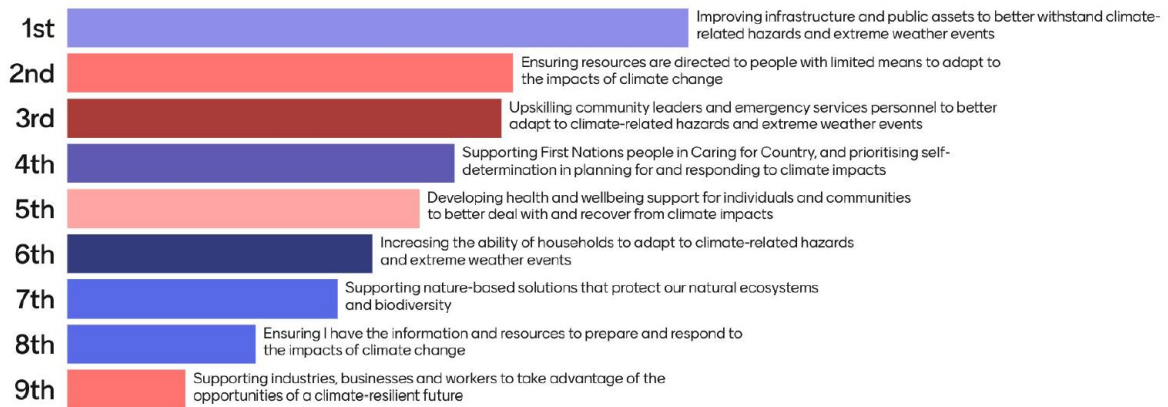 1st
Improving infrastructure and public assets to better withstand climate-
related hazards and extreme weather events
2nd
Ensuring resources are directed to people with limited means to adapt to
the impacts of climate change
3rd
Upskilling community leaders and emergency services personnel to better
adapt to climate-related hazards and extreme weather events
4th
Supporting First Nations people in Caring for Country, and prioritising self-
determination in planning for and responding to climate impacts
5th
Developing health and wellbeing support for individuals and communities
to better deal with and recover from climate impacts
6th
Increasing the ability of households to adapt to climate-related hazards
and extreme weather events
7th
Supporting nature-based solutions that protect our natural ecosystems
and biodiversity
8th
Ensuring I have the information and resources to prepare and respond to
the impacts of climate change
9th
Supporting industries, businesses and workers to take advantage of the
opportunities of a climate-resilient future